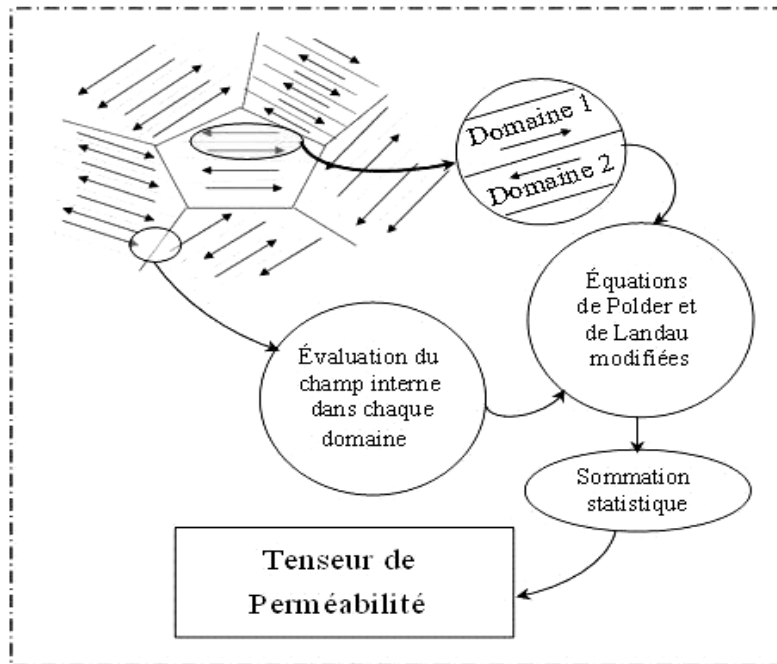 Domaine 1
Domaine 2
Équations
de Polder et
de Landau
modifiées
Évaluation du
champ interne
dans chaque
domaine
Sommation
statistique
Tenseur de
Perméabilité